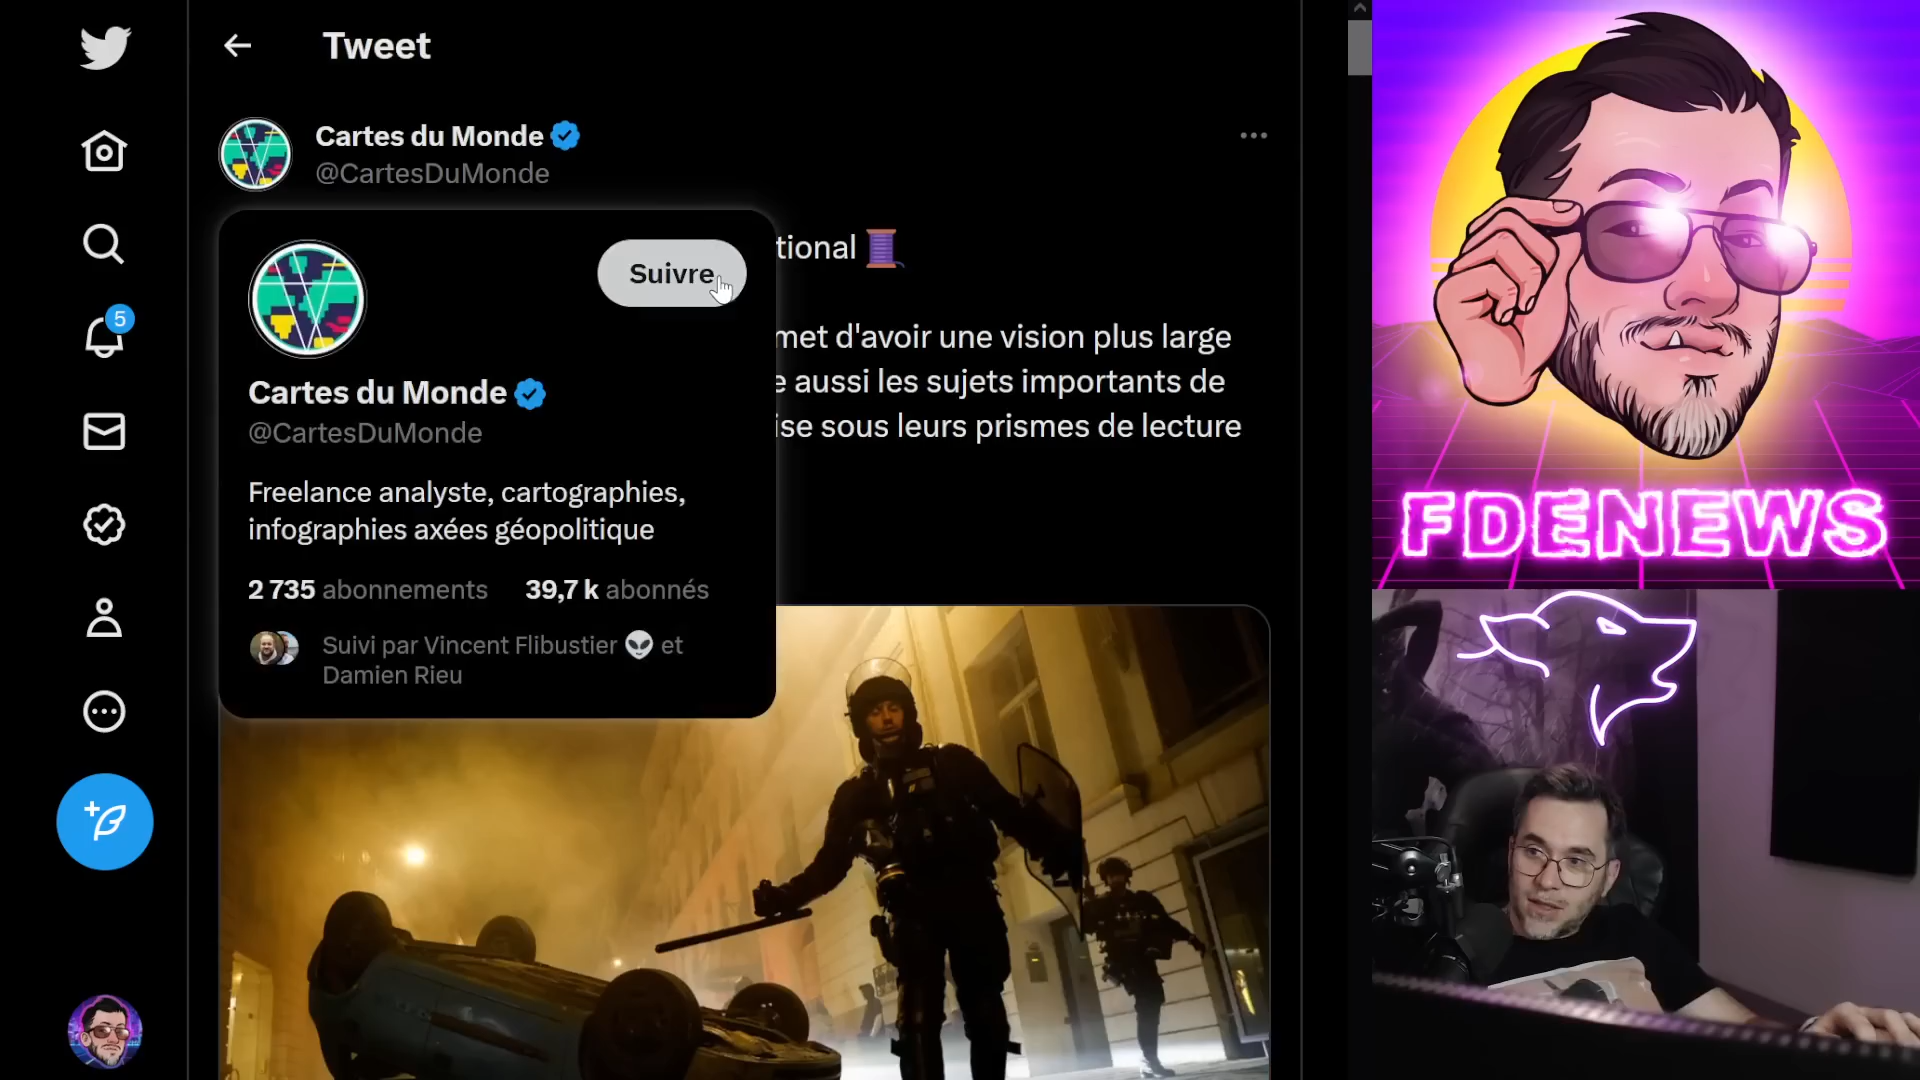 Tweet
Cartes du Monde
@CartesDuMonde
tional
Suivre
met d'avoir une vision plus large
e aussi les sujets importants de
ise sous leurs prismes de lecture
Cartes du Monde
@CartesDuMonde
Freelance analyste, cartographies,
infographies axées géopolitique
2 735 abonnements 39,7 k abonnés
Suivi par Vincent Flibustier 👽 et
Damien Rieu
5
FDENEWS